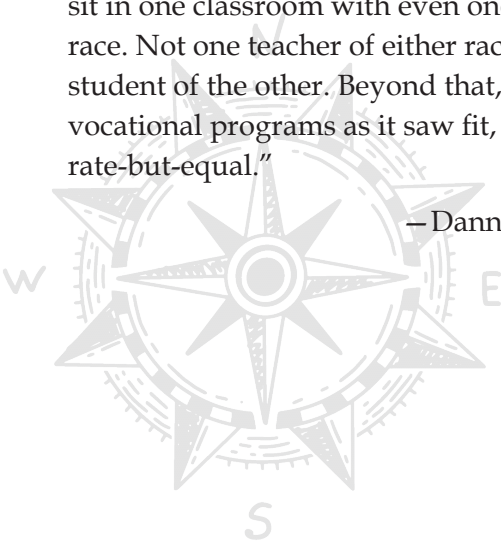 sit in one classroom with even on
race. Not one teacher of either rac
student of the other. Beyond that,
vocational programs as it saw fit,
rate-but-equal.”
—Dann
W
E
S